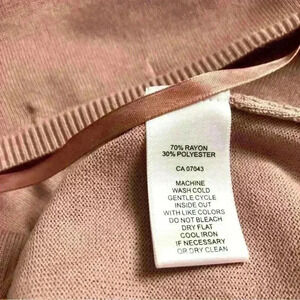 70% RAYON
30% POLYESTER
CA 07043
MACHINE
WASH COLD
GENTLE CYCLE
INSIDE OUT
WITH LIKE COLORS
DO NOT BLEACH
DRY FLAT
COOL IRON
IF NECESSARY
OR DRY CLEAN